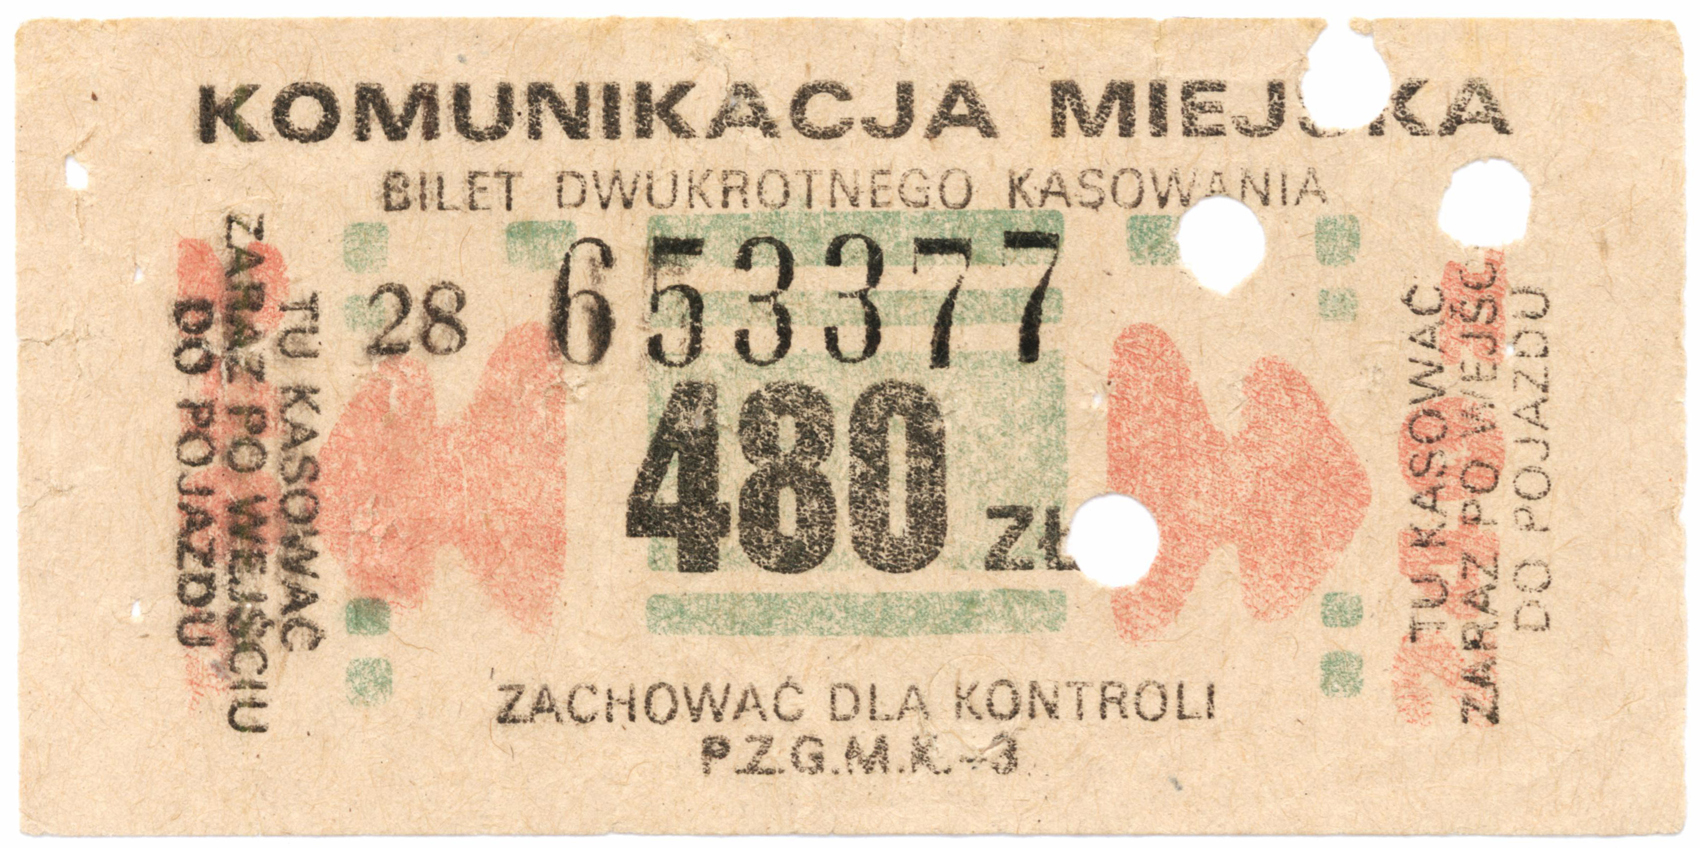 KOMUNIKACJA MIEJSKA
BILET DWUKROTNEGO KASOWANIA
28 653377
480 ZŁ
TU KASOWAĆ
ZARAZ PO WEJŚCIU
DO POJAZDU
TU KASOWAĆ
ZARAZ PO WEJŚC
DO POJAZDU
ZACHOWAĆ DLA KONTROLI
P.Z.G.M.K.-3